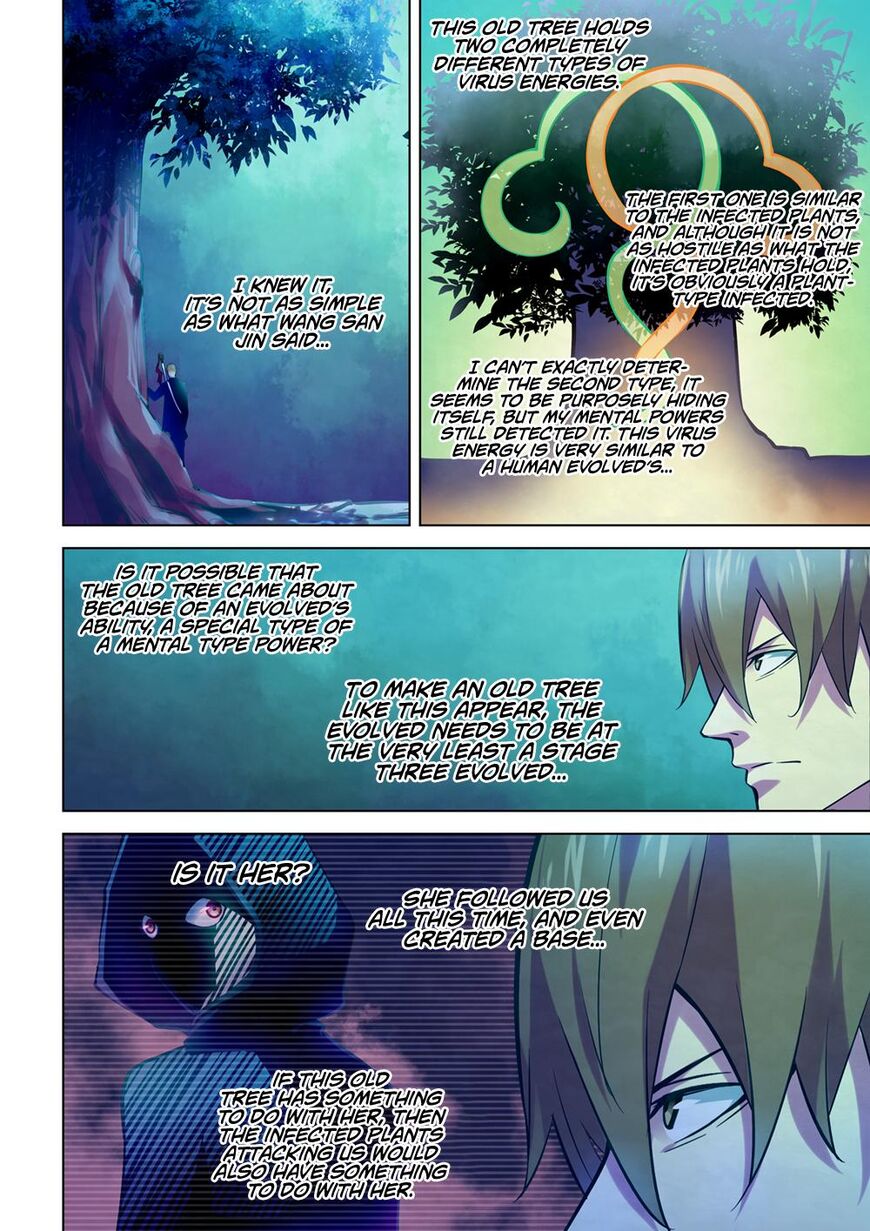 I KNEW IT,
IT'S NOT AS SIMPLE
AS WHAT WANG SAN
JIN SAID...
THIS OLD TREE HOLDS
TWO COMPLETELY
DIFFERENT TYPES OF
VIRUS ENERGIES.
THE FIRST ONE IS SIMILAR
TO THE INFECTED PLANTS,
AND ALTHOUGH IT IS NOT
AS HOSTILE AS WHAT THE
INFECTED PLANTS HOLD,
IT'S OBVIOUSLY A PLANT-
TYPE INFECTED.
I CAN'T EXACTLY DETER-
MINE THE SECOND TYPE, IT
SEEMS TO BE PURPOSELY HIDING
ITSELF, BUT MY MENTAL POWERS
STILL DETECTED IT. THIS VIRUS
ENERGY IS VERY SIMILAR TO
A HUMAN EVOLVED'S...
IS IT POSSIBLE THAT
THE OLD TREE CAME ABOUT
BECAUSE OF AN EVOLVED'S
ABILITY, A SPECIAL TYPE OF
A MENTAL TYPE POWER?
TO MAKE AN OLD TREE
LIKE THIS APPEAR, THE
EVOLVED NEEDS TO BE AT
THE VERY LEAST A STAGE
THREE EVOLVED...
IS IT HER?
SHE FOLLOWED US
ALL THIS TIME, AND EVEN
CREATED A BASE...
IF THIS OLD
TREE HAS SOMETHING
TO DO WITH HER, THEN
THE INFECTED PLANTS
ATTACKING US WOULD
ALSO HAVE SOMETHING
TO DO WITH HER.